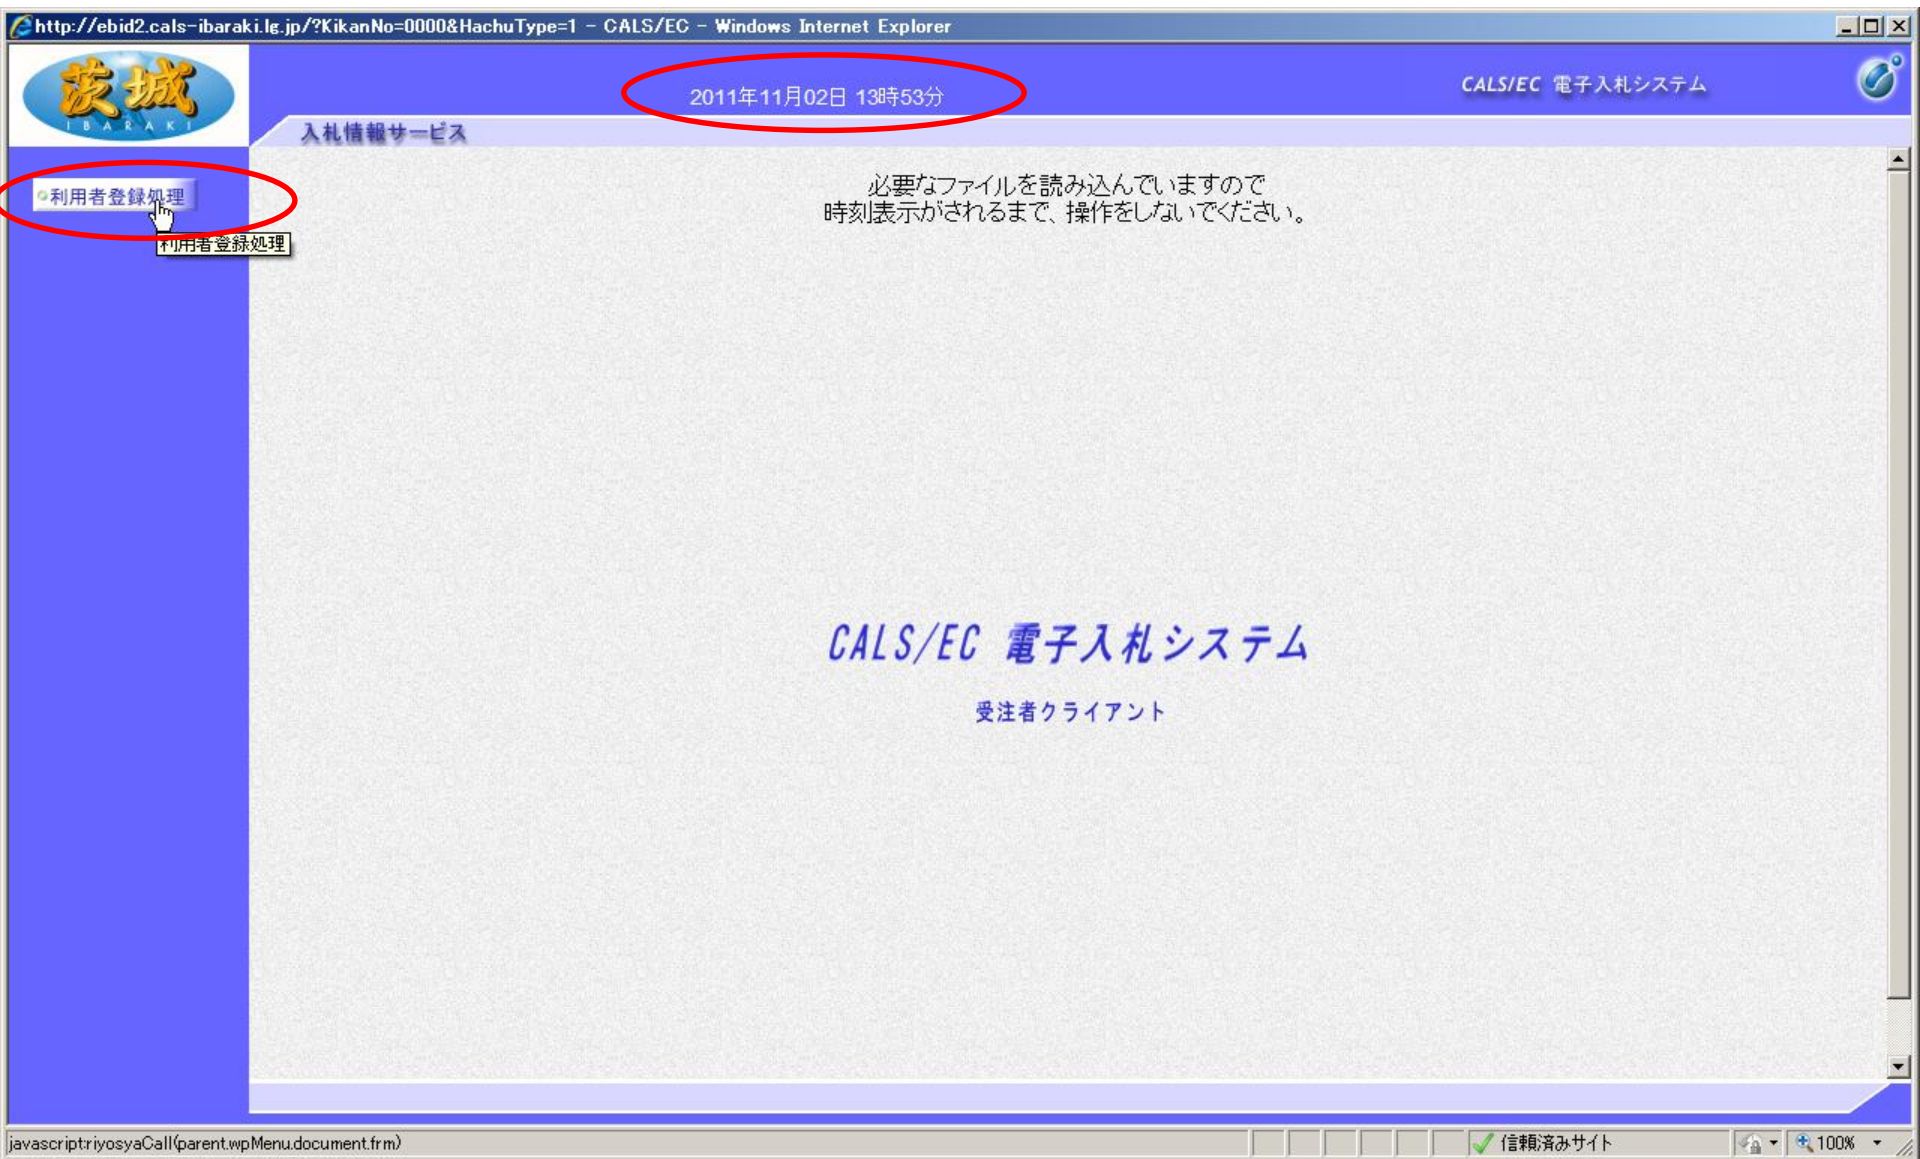 http://ebid2.cals-ibaraki.lg.jp/?KikanNo=0000&HachuType=1 - CALS/EC - Windows Internet Explorer
茨城
IBARAKI
2011年11月02日 13時53分
CALS/EC 電子入札システム
入札情報サービス
利用者登録処理
利用者登録処理
必要なファイルを読み込んでいますので
時刻表示がされるまで、操作をしないでください。
CALS/EC 電子入札システム
受注者クライアント
javascript:riyosyaCall(parent.wpMenu.document.frm)
信頼済みサイト
100%